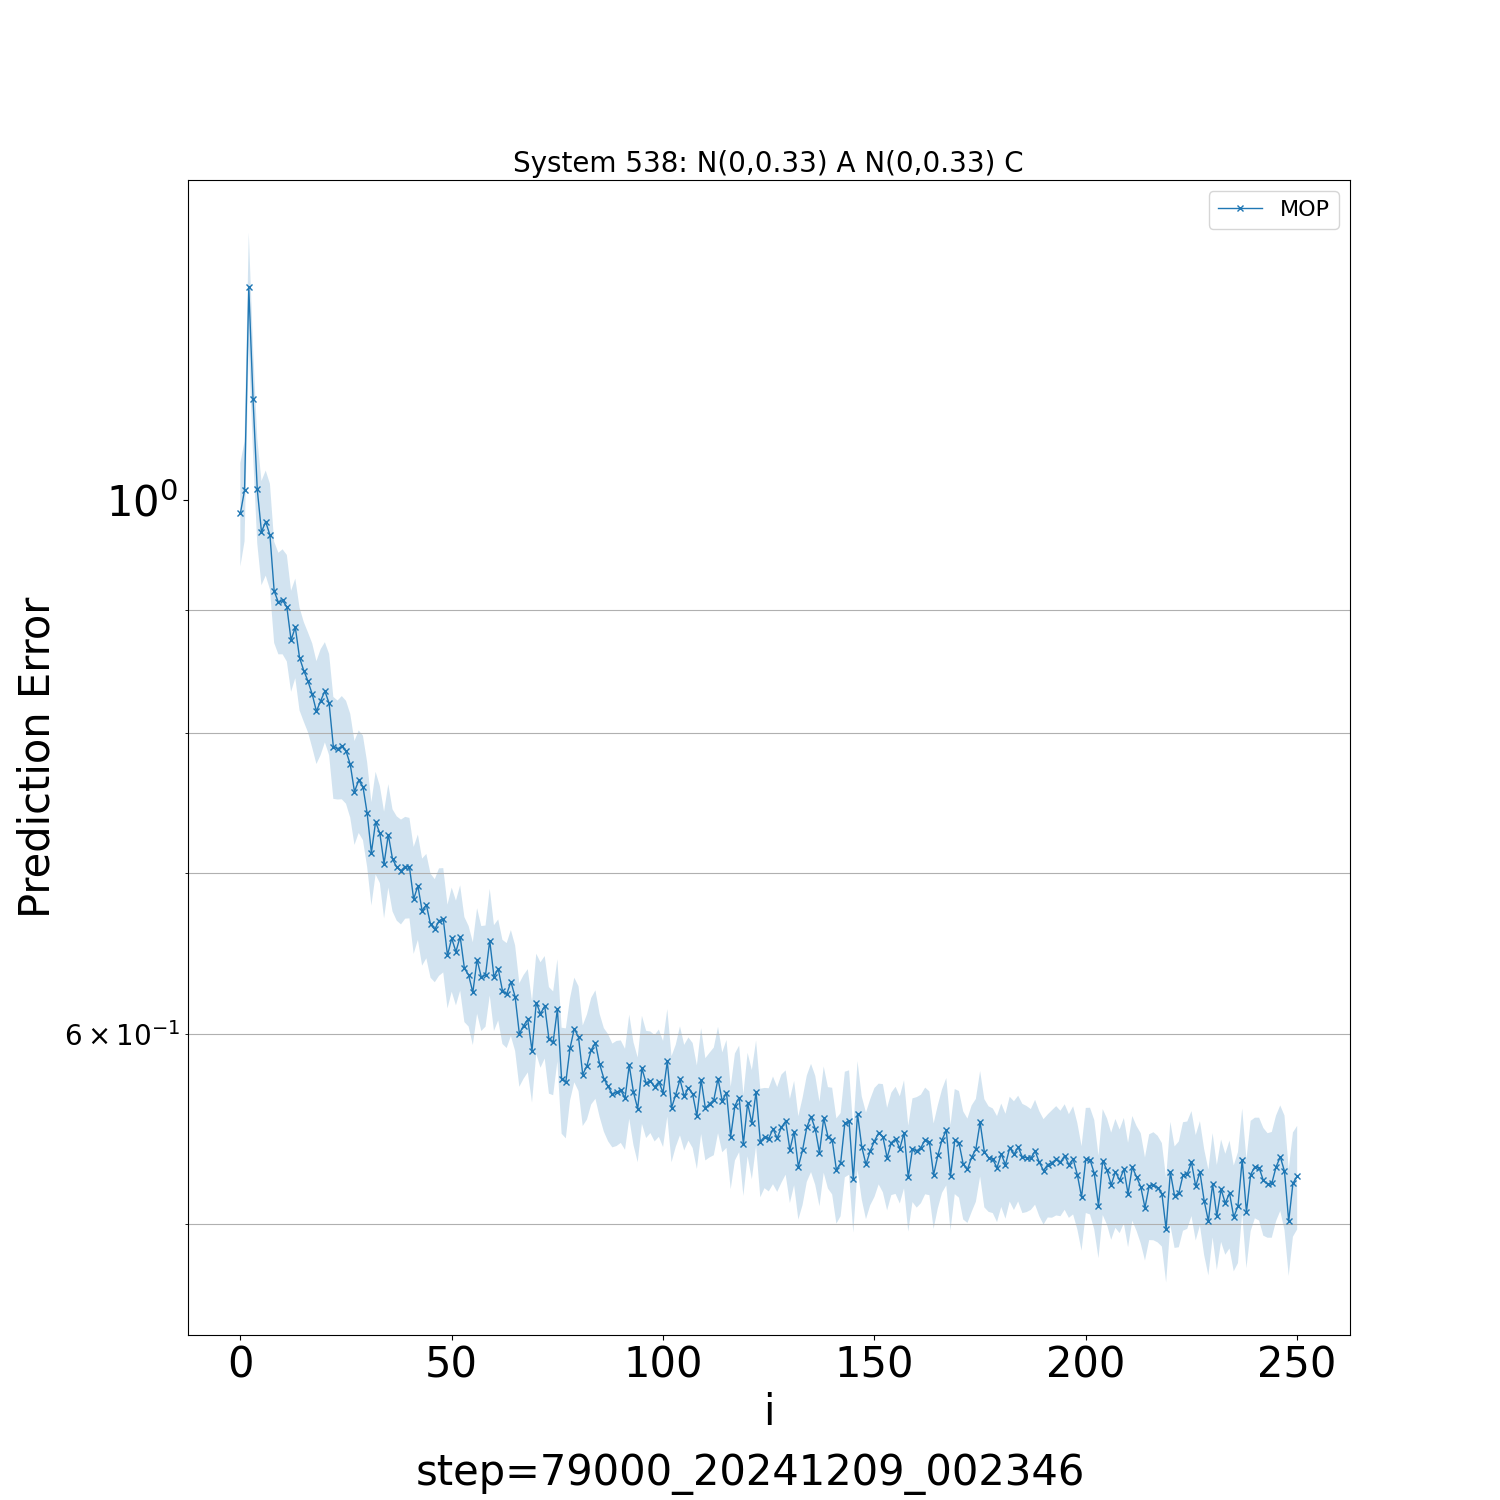 System 538: N(0,0.33) A N(0,0.33) C
MOP
10⁰
6 × 10⁻¹
Prediction Error
0 50 100 150 200 250
i
step=79000_20241209_002346